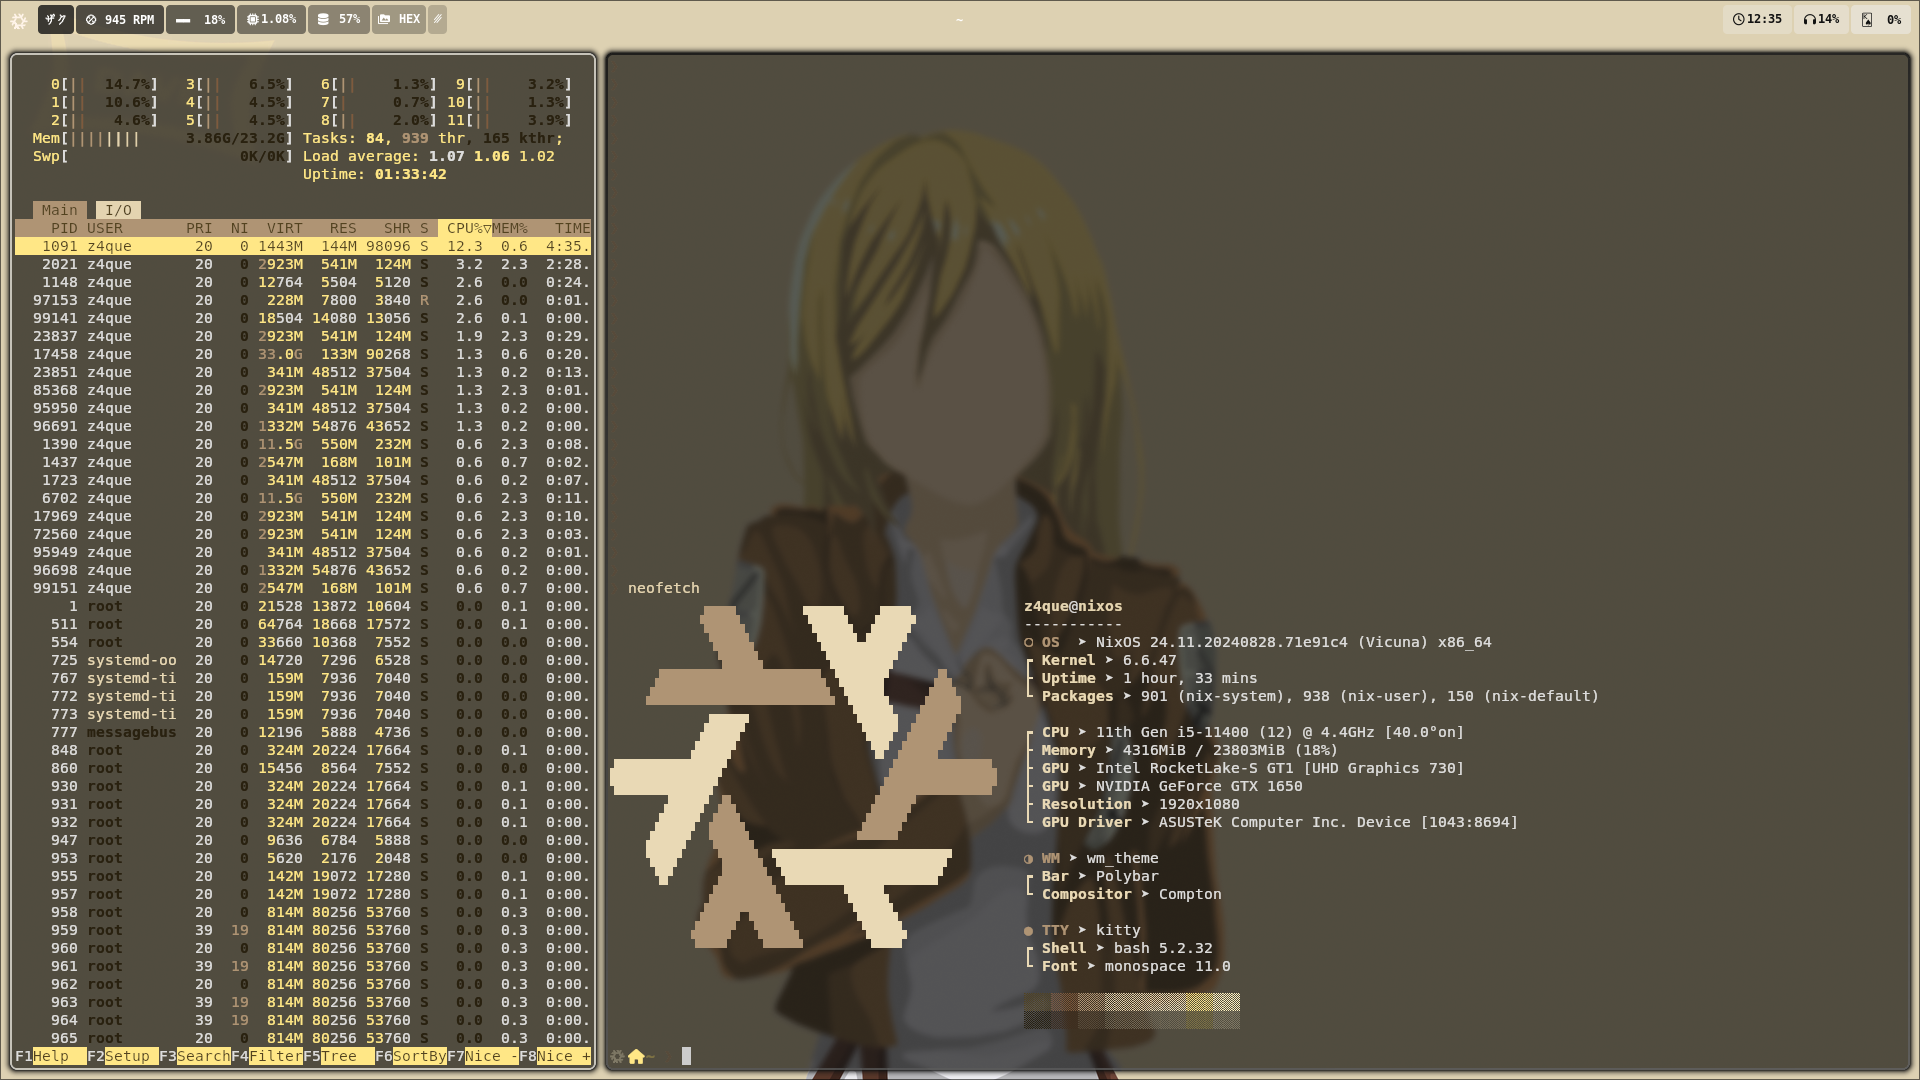 ザク 945 RPM 18% 1.08% 57% HEX ~ 12:35 14% 0%
0[|| 14.7%] 3[|| 6.5%] 6[|| 1.3%] 9[|| 3.2%]
1[|| 10.6%] 4[|| 4.5%] 7[| 0.7%] 10[|| 1.3%]
2[|| 4.6%] 5[|| 4.5%] 8[|| 2.0%] 11[|| 3.9%]
Mem[|||||||| 3.86G/23.2G] Tasks: 84, 939 thr, 165 kthr;
Swp[ 0K/0K] Load average: 1.07 1.06 1.02
Uptime: 01:33:42
Main I/O
PID USER PRI NI VIRT RES SHR S CPU%▽MEM% TIME
1091 z4que 20 0 1443M 144M 98096 S 12.3 0.6 4:35.
2021 z4que 20 0 2923M 541M 124M S 3.2 2.3 2:28.
1148 z4que 20 0 12764 5504 5120 S 2.6 0.0 0:24.
97153 z4que 20 0 228M 7800 3840 R 2.6 0.0 0:01.
99141 z4que 20 0 18504 14080 13056 S 2.6 0.1 0:00.
23837 z4que 20 0 2923M 541M 124M S 1.9 2.3 0:29.
17458 z4que 20 0 33.0G 133M 90268 S 1.3 0.6 0:20.
23851 z4que 20 0 341M 48512 37504 S 1.3 0.2 0:13.
85368 z4que 20 0 2923M 541M 124M S 1.3 2.3 0:01.
95950 z4que 20 0 341M 48512 37504 S 1.3 0.2 0:00.
96691 z4que 20 0 1332M 54876 43652 S 1.3 0.2 0:00.
1390 z4que 20 0 11.5G 550M 232M S 0.6 2.3 0:08.
1437 z4que 20 0 2547M 168M 101M S 0.6 0.7 0:02.
1723 z4que 20 0 341M 48512 37504 S 0.6 0.2 0:07.
6702 z4que 20 0 11.5G 550M 232M S 0.6 2.3 0:11.
17969 z4que 20 0 2923M 541M 124M S 0.6 2.3 0:10.
72560 z4que 20 0 2923M 541M 124M S 0.6 2.3 0:03.
95949 z4que 20 0 341M 48512 37504 S 0.6 0.2 0:01.
96698 z4que 20 0 1332M 54876 43652 S 0.6 0.2 0:00.
99151 z4que 20 0 2547M 168M 101M S 0.6 0.7 0:00.
1 root 20 0 21528 13872 10604 S 0.0 0.1 0:00.
511 root 20 0 64764 18668 17572 S 0.0 0.1 0:00.
554 root 20 0 33660 10368 7552 S 0.0 0.0 0:00.
725 systemd-oo 20 0 14720 7296 6528 S 0.0 0.0 0:00.
767 systemd-ti 20 0 159M 7936 7040 S 0.0 0.0 0:00.
772 systemd-ti 20 0 159M 7936 7040 S 0.0 0.0 0:00.
773 systemd-ti 20 0 159M 7936 7040 S 0.0 0.0 0:00.
777 messagebus 20 0 12196 5888 4736 S 0.0 0.0 0:00.
848 root 20 0 324M 20224 17664 S 0.0 0.1 0:00.
860 root 20 0 15456 8564 7552 S 0.0 0.0 0:00.
930 root 20 0 324M 20224 17664 S 0.0 0.1 0:00.
931 root 20 0 324M 20224 17664 S 0.0 0.1 0:00.
932 root 20 0 324M 20224 17664 S 0.0 0.1 0:00.
947 root 20 0 9636 6784 5888 S 0.0 0.0 0:00.
953 root 20 0 5620 2176 2048 S 0.0 0.0 0:00.
955 root 20 0 142M 19072 17280 S 0.0 0.1 0:00.
957 root 20 0 142M 19072 17280 S 0.0 0.1 0:00.
958 root 20 0 814M 80256 53760 S 0.0 0.3 0:00.
959 root 39 19 814M 80256 53760 S 0.0 0.3 0:00.
960 root 20 0 814M 80256 53760 S 0.0 0.3 0:00.
961 root 39 19 814M 80256 53760 S 0.0 0.3 0:00.
962 root 20 0 814M 80256 53760 S 0.0 0.3 0:00.
963 root 39 19 814M 80256 53760 S 0.0 0.3 0:00.
964 root 39 19 814M 80256 53760 S 0.0 0.3 0:00.
965 root 20 0 814M 80256 53760 S 0.0 0.3 0:00.
F1Help F2Setup F3SearchF4FilterF5Tree F6SortByF7Nice -F8Nice +
neofetch
z4que@nixos
-----------
OS ➤ NixOS 24.11.20240828.71e91c4 (Vicuna) x86_64
Kernel ➤ 6.6.47
Uptime ➤ 1 hour, 33 mins
Packages ➤ 901 (nix-system), 938 (nix-user), 150 (nix-default)
CPU ➤ 11th Gen i5-11400 (12) @ 4.4GHz [40.0°on]
Memory ➤ 4316MiB / 23803MiB (18%)
GPU ➤ Intel RocketLake-S GT1 [UHD Graphics 730]
GPU ➤ NVIDIA GeForce GTX 1650
Resolution ➤ 1920x1080
GPU Driver ➤ ASUSTeK Computer Inc. Device [1043:8694]
WM ➤ wm_theme
Bar ➤ Polybar
Compositor ➤ Compton
TTY ➤ kitty
Shell ➤ bash 5.2.32
Font ➤ monospace 11.0
~